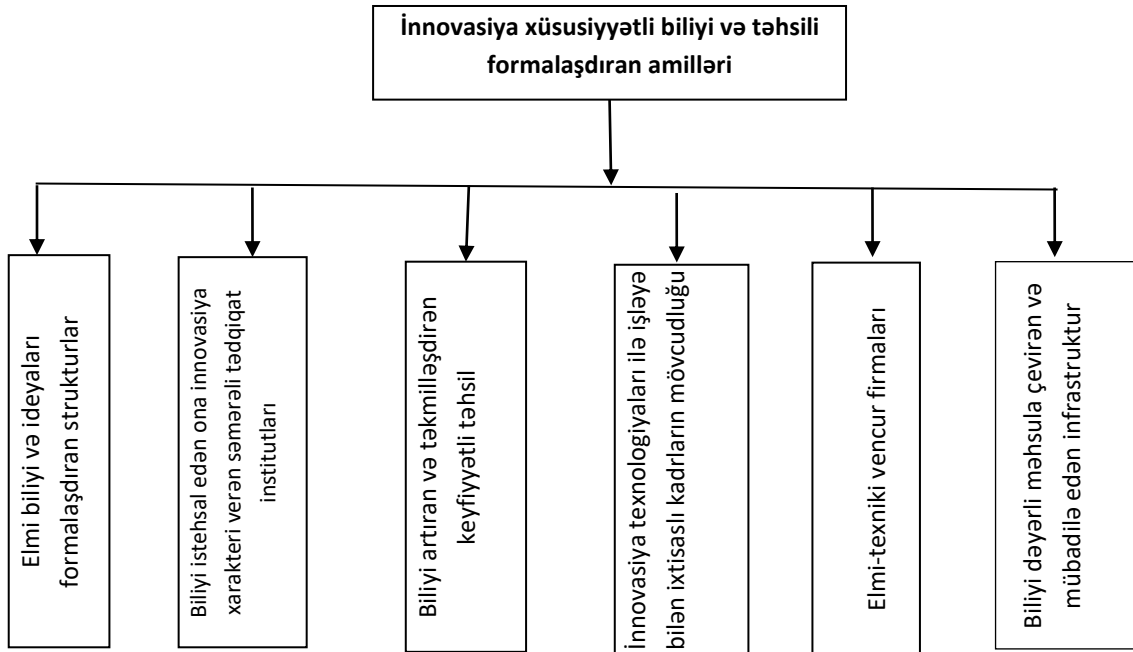 İnnovasiya xüsusiyyətli biliyi və təhsili
formalaşdıran amilləri
Elmi biliyi və ideyaları
formalaşdıran strukturlar
Biliyi istehsal edən ona innovasiya
xarakteri verən səmərəli tədqiqat
institutları
Biliyi artıran və təkmilləşdirən
keyfiyyətli təhsil
İnnovasiya texnologiyaları ilə işləyə
bilən ixtisaslı kadrların mövcudluğu
Elmi-texniki vencur firmaları
Biliyi dəyərli məhsula çevirən və
mübadilə edən infrastruktur